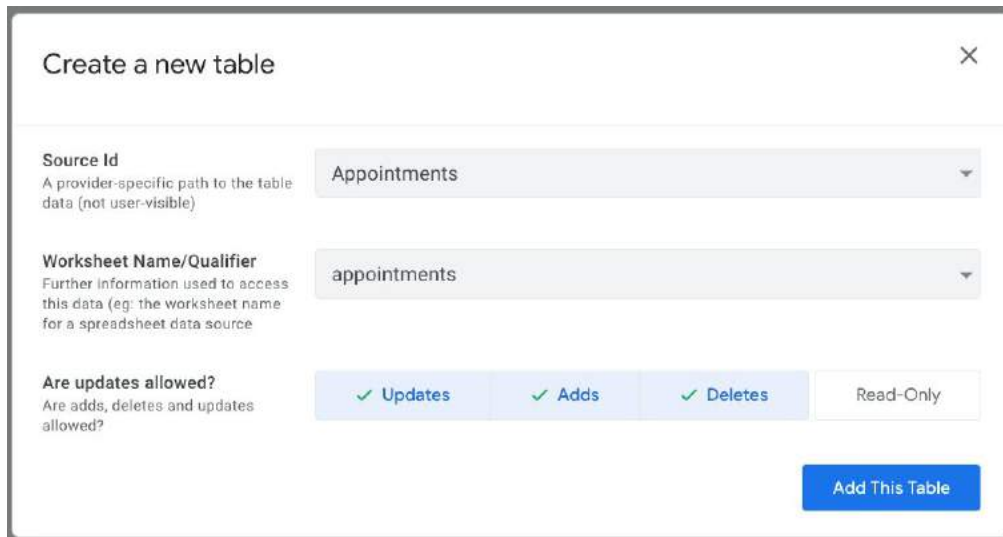 Create a new table
Source Id
A provider-specific path to the table
data (not user-visible)
Appointments
Worksheet Name/Qualifier
Further information used to access
this data (eg: the worksheet name
for a spreadsheet data source
appointments
Are updates allowed?
Are adds, deletes and updates
allowed?
Updates
Adds
Deletes
Read-Only
Add This Table